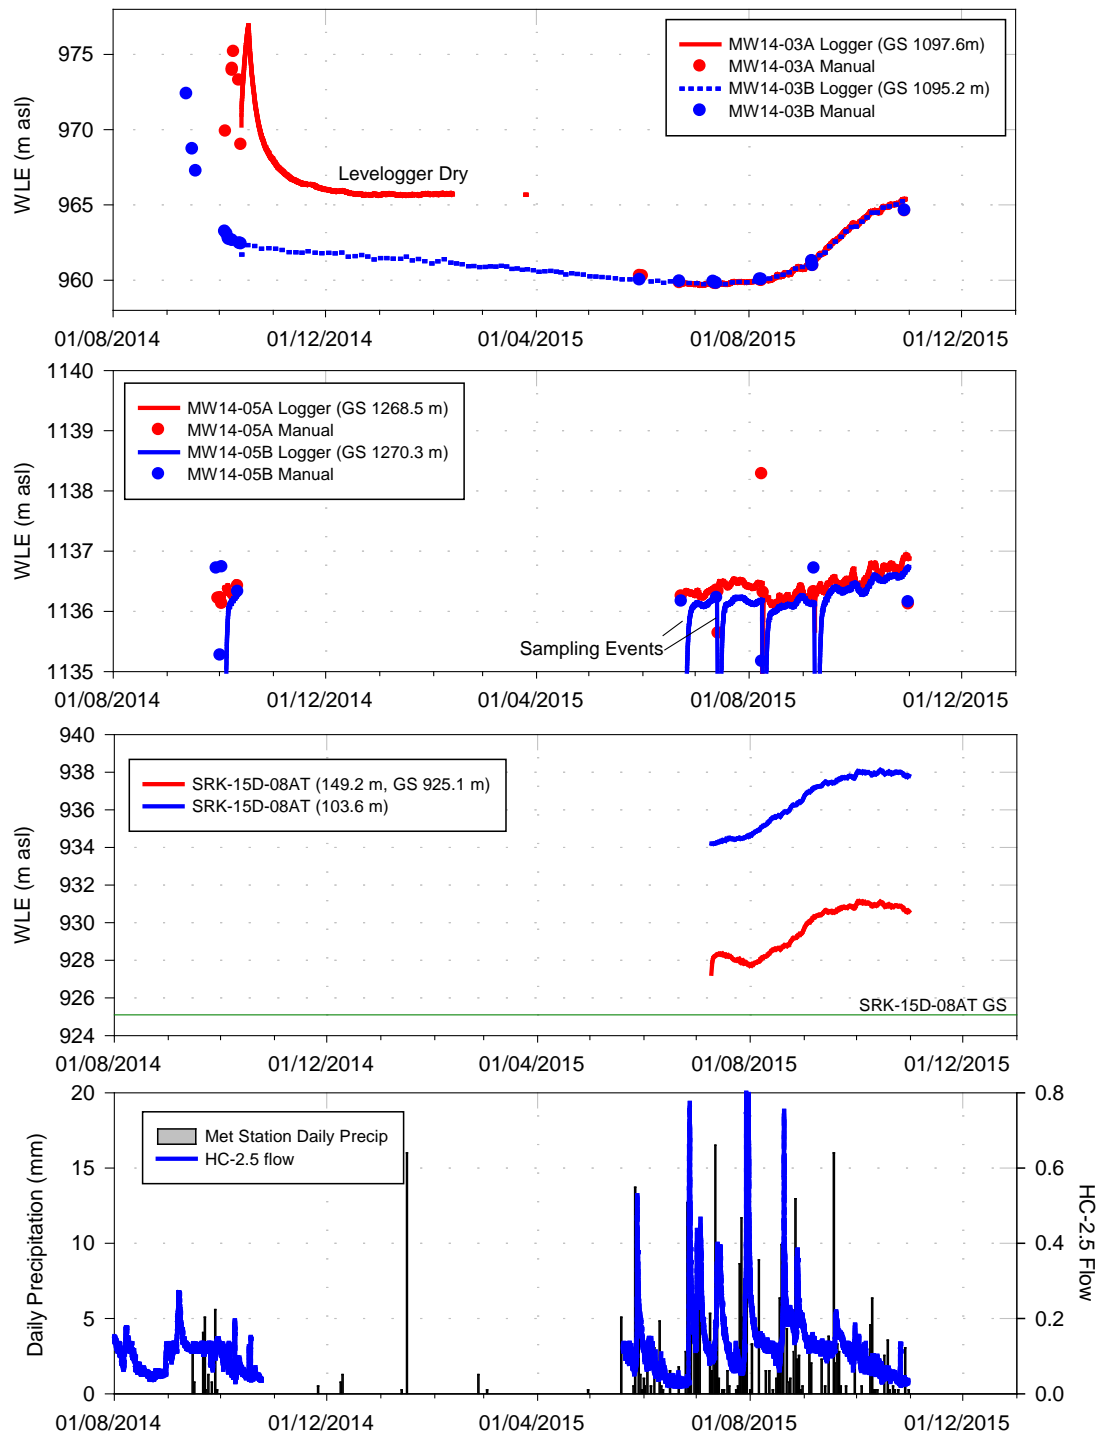 975
970
965
960
WLE (m asl)
MW14-03A Logger (GS 1097.6m)
MW14-03A Manual
MW14-03B Logger (GS 1095.2 m)
MW14-03B Manual
Levelogger Dry
01/08/2014
01/12/2014
01/04/2015
01/08/2015
01/12/2015
1140
1139
1138
1137
1136
1135
WLE (m asl)
MW14-05A Logger (GS 1268.5 m)
MW14-05A Manual
MW14-05B Logger (GS 1270.3 m)
MW14-05B Manual
Sampling Events
01/08/2014
01/12/2014
01/04/2015
01/08/2015
01/12/2015
940
938
936
934
932
930
928
926
924
WLE (m asl)
SRK-15D-08AT (149.2 m, GS 925.1 m)
SRK-15D-08AT (103.6 m)
SRK-15D-08AT GS
01/08/2014
01/12/2014
01/04/2015
01/08/2015
01/12/2015
20
15
10
5
0
Daily Precipitation (mm)
Met Station Daily Precip
HC-2.5 flow
0.8
0.6
0.4
0.2
0.0
HC-2.5 Flow
01/08/2014
01/12/2014
01/04/2015
01/08/2015
01/12/2015